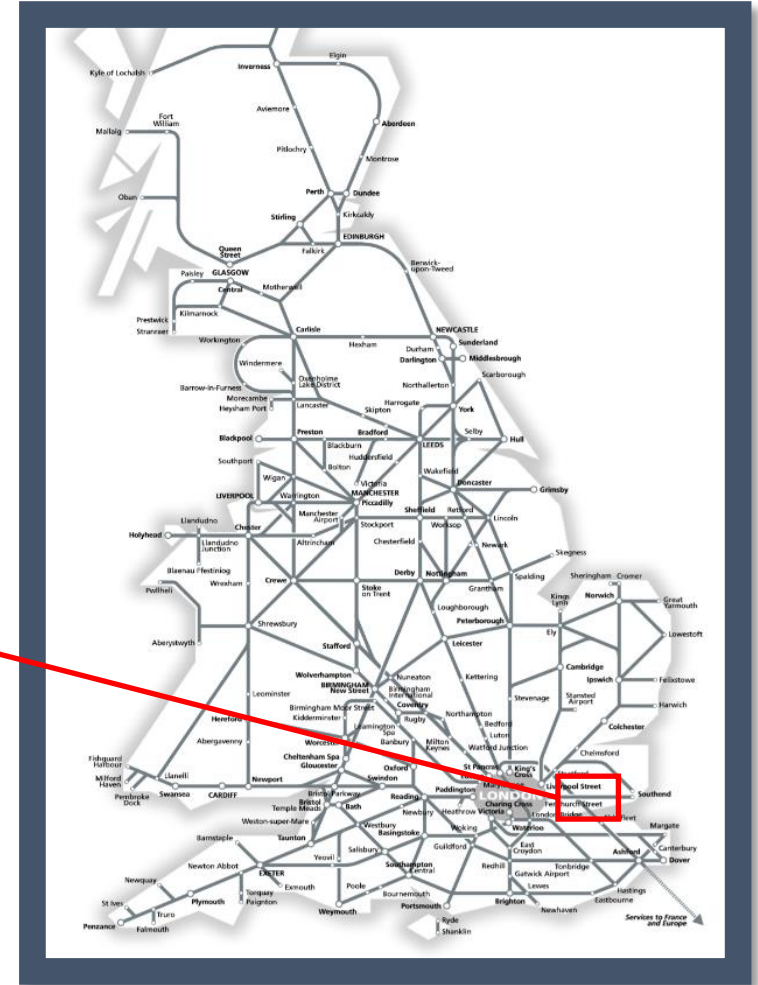 Elgin
Inverness
Kyle of Lochalsh
Aviemore
Fort
William
Aberdeen
Mallaig
Pitlochry
Montrose
Perth
Dundee
Oban
Kirkcaldy
Stirling
EDINBURGH
Queen
Street
Falkirk
Berwick-
upon-Tweed
Paisley
GLASGOW
Central
Motherwell
Prestwick
Kilmarnock
Stranraer
Carlisle
NEWCASTLE
Workington
Hexham
Sunderland
Durham
Darlington
Middlesbrough
Windermere
Scarborough
Oxenholme
Lake District
Barrow-in-Furness
Northallerton
Morecambe
Lancaster
Harrogate
York
Heysham Port
Skipton
Blackpool
Preston
Bradford
LEEDS
Selby
Hull
Blackburn
Huddersfield
Southport
Bolton
Wakefield
Wigan
Victoria
Doncaster
Grimsby
LIVERPOOL
Warrington
MANCHESTER
Piccadilly
Sheffield
Retford
Llandudno
Chester
Manchester
Airport
Stockport
Worksop
Lincoln
Holyhead
Llandudno
Junction
Altrincham
Chesterfield
Newark
Skegness
Blaenau Ffestiniog
Derby
Nottingham
Spalding
Sheringham
Cromer
Pwllheli
Wrexham
Crewe
Stoke
on Trent
Grantham
Kings
Lynn
Norwich
Great
Yarmouth
Loughborough
Peterborough
Shrewsbury
Ely
Lowestoft
Aberystwyth
Stafford
Leicester
Cambridge
Wolverhampton
Nuneaton
Kettering
Ipswich
Felixstowe
BIRMINGHAM
New Street
Birmingham
International
Stansted
Airport
Leominster
Coventry
Stevenage
Harwich
Birmingham Moor Street
Northampton
Kidderminster
Rugby
Bedford
Colchester
Hereford
Leamington
Spa
Luton
Worcester
Banbury
Milton
Keynes
Watford Junction
Chelmsford
Abergavenny
Cheltenham Spa
Oxford
St Pancras
King's
Cross
Fishguard
Harbour
Gloucester
Llanelli
Newport
Swindon
Liverpool Street
Milford
Haven
Bristol Parkway
Paddington
LONDON
Southend
Pembroke
Dock
Swansea
CARDIFF
Bristol
Temple Meads
Bath
Reading
Charing Cross
Fenchurch Street
Newbury
Heathrow
Victoria
London Bridge
Weston-super-Mare
Westbury
Waterloo
Margate
Barnstaple
Taunton
Basingstoke
Woking
East
Croydon
Canterbury
Salisbury
Guildford
Ashford
Dover
Newton Abbot
Yeovil
Southampton
Central
Redhill
Tonbridge
EXETER
Gatwick Airport
Newquay
Exmouth
Poole
Lewes
Hastings
Torquay
Bournemouth
Eastbourne
St Ives
Plymouth
Paignton
Weymouth
Portsmouth
Brighton
Newhaven
Truro
Penzance
Falmouth
Ryde
Shanklin
Services to France
and Europe